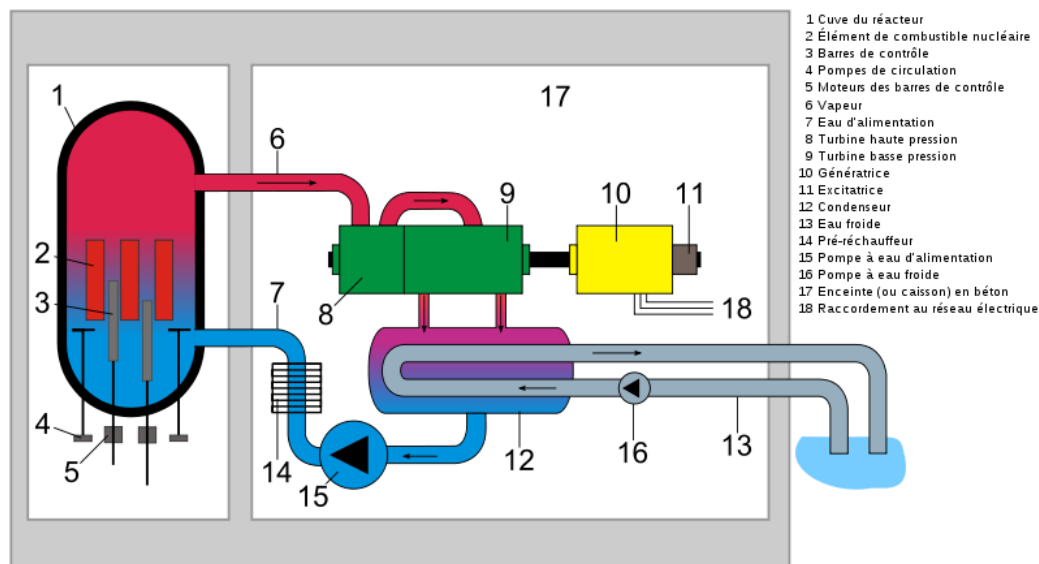 1 Cuve du réacteur
2 Élément de combustible nucléaire
3 Barres de contrôle
4 Pompes de circulation
5 Moteurs des barres de contrôle
6 Vapeur
7 Eau d'alimentation
8 Turbine haute pression
9 Turbine basse pression
10 Génératrice
11 Excitatrice
12 Condenseur
13 Eau froide
14 Pré-réchauffeur
15 Pompe à eau d'alimentation
16 Pompe à eau froide
17 Enceinte (ou caisson) en béton
18 Raccordement au réseau électrique
1
17
6
9
10
11
2
3
7
8
18
4
5
14
15
12
16
13